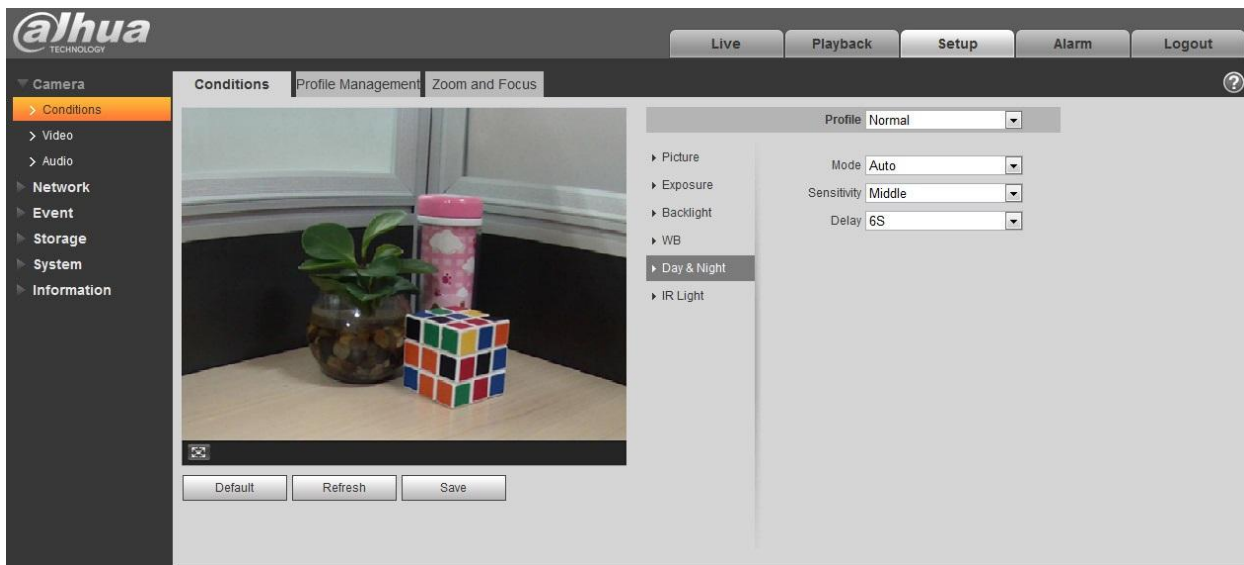 alhua
TECHNOLOGY
Live
Playback
Setup
Alarm
Logout
Camera
Conditions
Video
Audio
Network
Event
Storage
System
Information
Conditions
Profile Management
Zoom and Focus
Default
Refresh
Save
Profile Normal
Picture
Exposure
Backlight
WB
Day & Night
IR Light
Mode Auto
Sensitivity Middle
Delay 6S